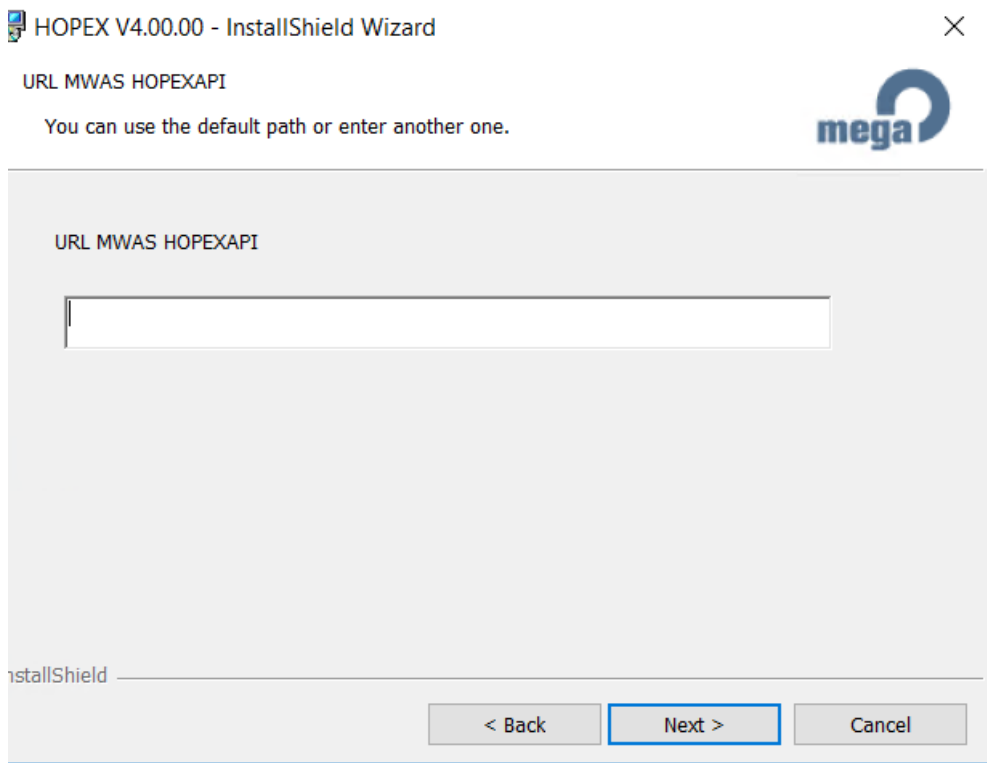 HOPEX V4.00.00 - InstallShield Wizard
URL MWAS HOPEXAPI
You can use the default path or enter another one.
mega
URL MWAS HOPEXAPI
nstallShield
< Back Next > Cancel